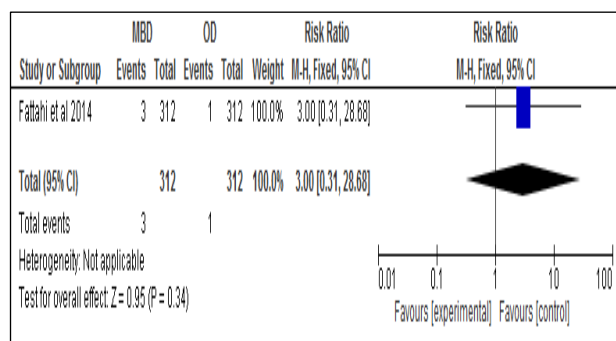 MBD OD Risk Ratio Risk Ratio
Study or Subgroup Events Total Events Total Weight M-H, Fixed, 95% CI M-H, Fixed, 95% CI
Fattahi et al 2014 3 312 1 312 100.0% 3.00 [0.31, 28.68]
Total (95% CI) 312 312 100.0% 3.00 [0.31, 28.68]
Total events 3 1
Heterogeneity: Not applicable
Test for overall effect: Z = 0.95 (P = 0.34)
0.01 0.1 1 10 100
Favours [experimental] Favours [control]